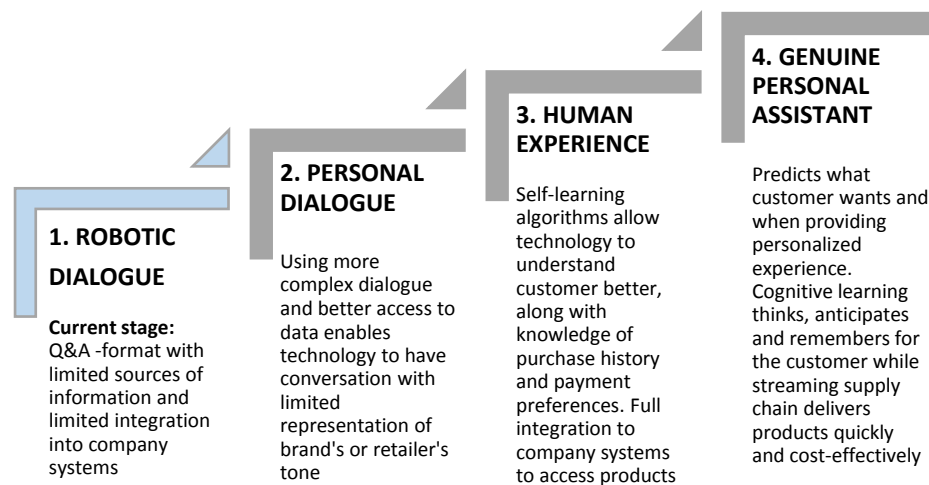 1. ROBOTIC
DIALOGUE
Current stage:
Q&A -format with
limited sources of
information and
limited integration
into company
systems
2. PERSONAL
DIALOGUE
Using more
complex dialogue
and better access to
data enables
technology to have
conversation with
limited
representation of
brand's or retailer's
tone
3. HUMAN
EXPERIENCE
Self-learning
algorithms allow
technology to
understand
customer better,
along with
knowledge of
purchase history
and payment
preferences. Full
integration to
company systems
to access products
4. GENUINE
PERSONAL
ASSISTANT
Predicts what
customer wants and
when providing
personalized
experience.
Cognitive learning
thinks, anticipates
and remembers for
the customer while
streaming supply
chain delivers
products quickly
and cost-effectively